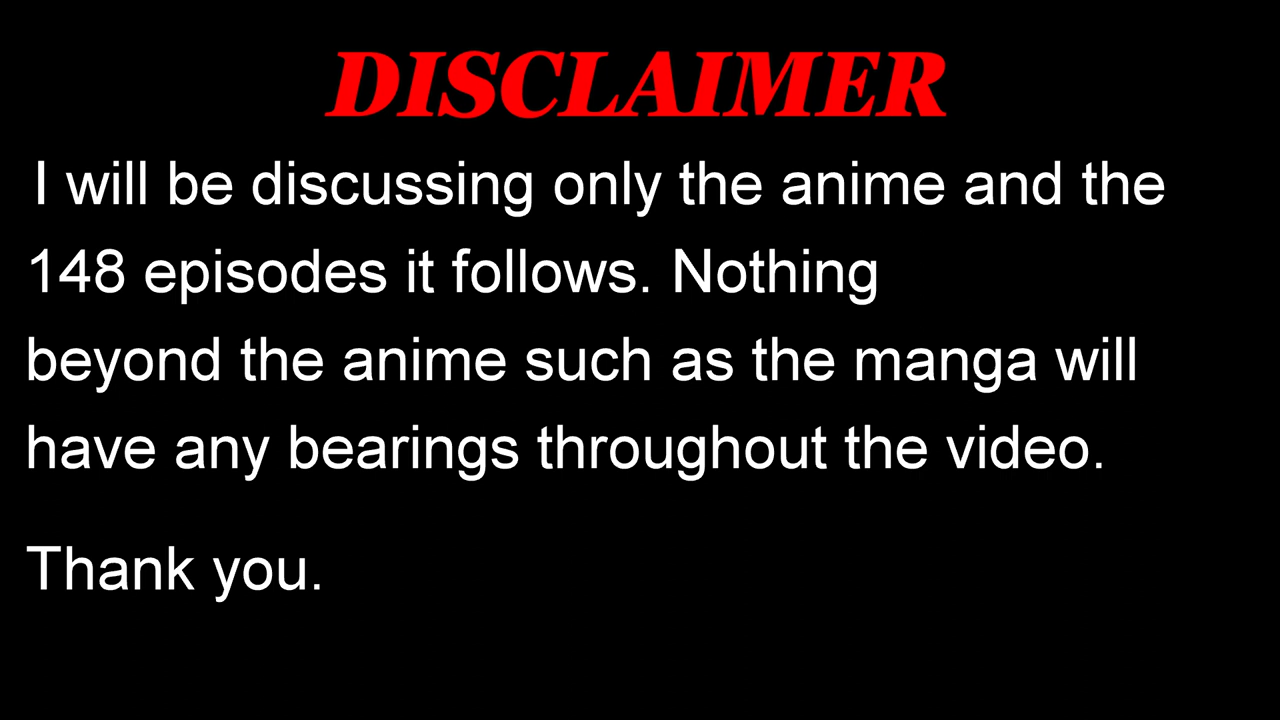 DISCLAIMER
I will be discussing only the anime and the
148 episodes it follows. Nothing
beyond the anime such as the manga will
have any bearings throughout the video.
Thank you.